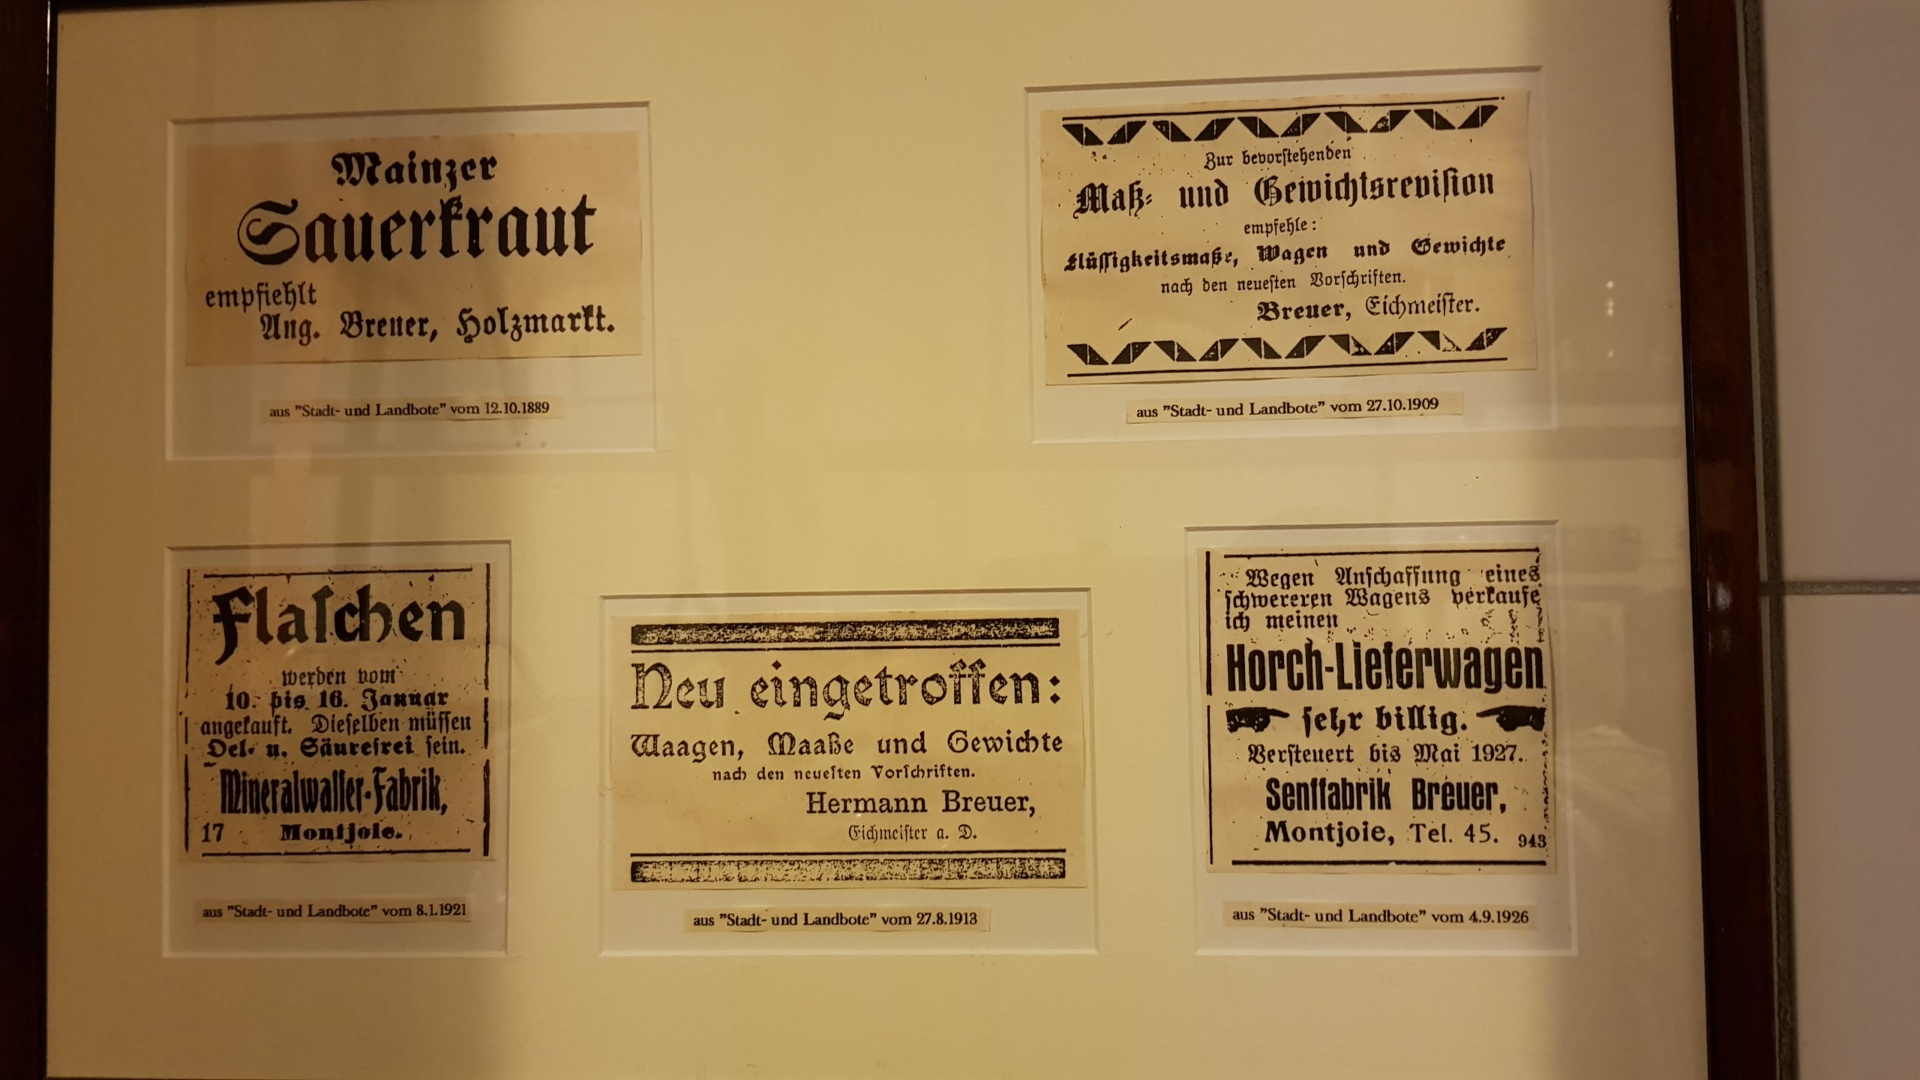 Mainzer
Sauerkraut
empfiehlt
Aug. Breuer, Holzmarkt.
aus "Stadt- und Landbote" vom 12.10.1889
Zur bevorstehenden
Maß- und Gewichtsrevision
empfehle:
Flüssigkeitsmaße, Wagen und Gewichte
nach den neuesten Vorschriften.
Breuer, Eichmeister.
aus "Stadt- und Landbote" vom 27.10.1909
Flaschen
werden vom
10. bis 16. Januar
angekauft. Dieselben müssen
Oel- u. Säurefrei sein.
Mineralwasser-Fabrik,
17 Montjoie.
aus "Stadt- und Landbote" vom 8.1.1921
Neu eingetroffen:
Waagen, Maaße und Gewichte
nach den neuesten Vorschriften.
Hermann Breuer,
Eichmeister a. D.
aus "Stadt- und Landbote" vom 27.8.1913
Wegen Anschaffung eines
schwereren Wagens verkaufe
ich meinen
Horch-Lieferwagen
sehr billig.
Versteuert bis Mai 1927.
Senffabrik Breuer,
Montjoie, Tel. 45. 943
aus "Stadt- und Landbote" vom 4.9.1926